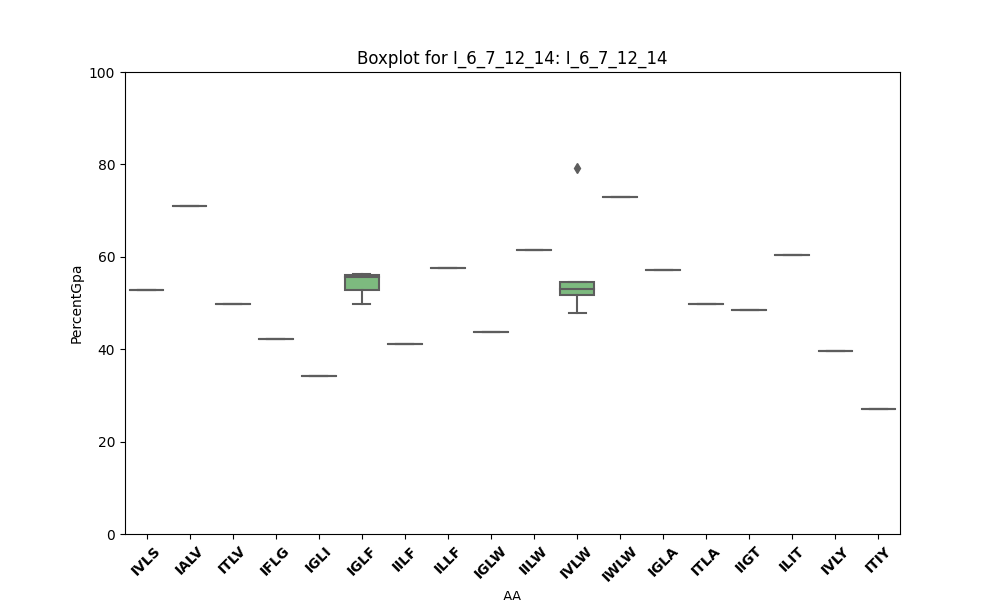 Boxplot for I_6_7_12_14: I_6_7_12_14
100
80
60
40
20
0
PercentGpa
IVLS IALV ITLV IFLG IGLI IGLF IILF ILLF IGLW IILW IVLW IWLW IGLA ITLA IIGT ILIT IVLY ITIY
AA